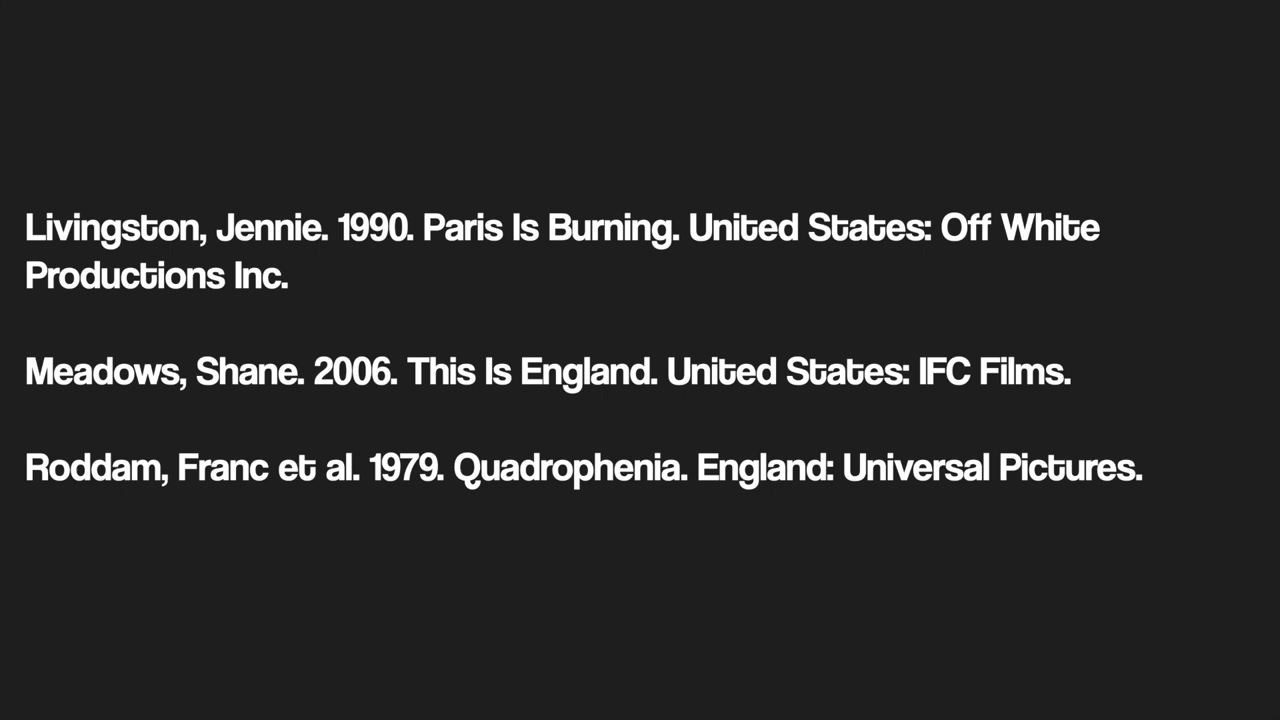 Livingston, Jennie. 1990. Paris Is Burning. United States: Off White
Productions Inc.
Meadows, Shane. 2006. This Is England. United States: IFC Films.
Roddam, Franc et al. 1979. Quadrophenia. England: Universal Pictures.